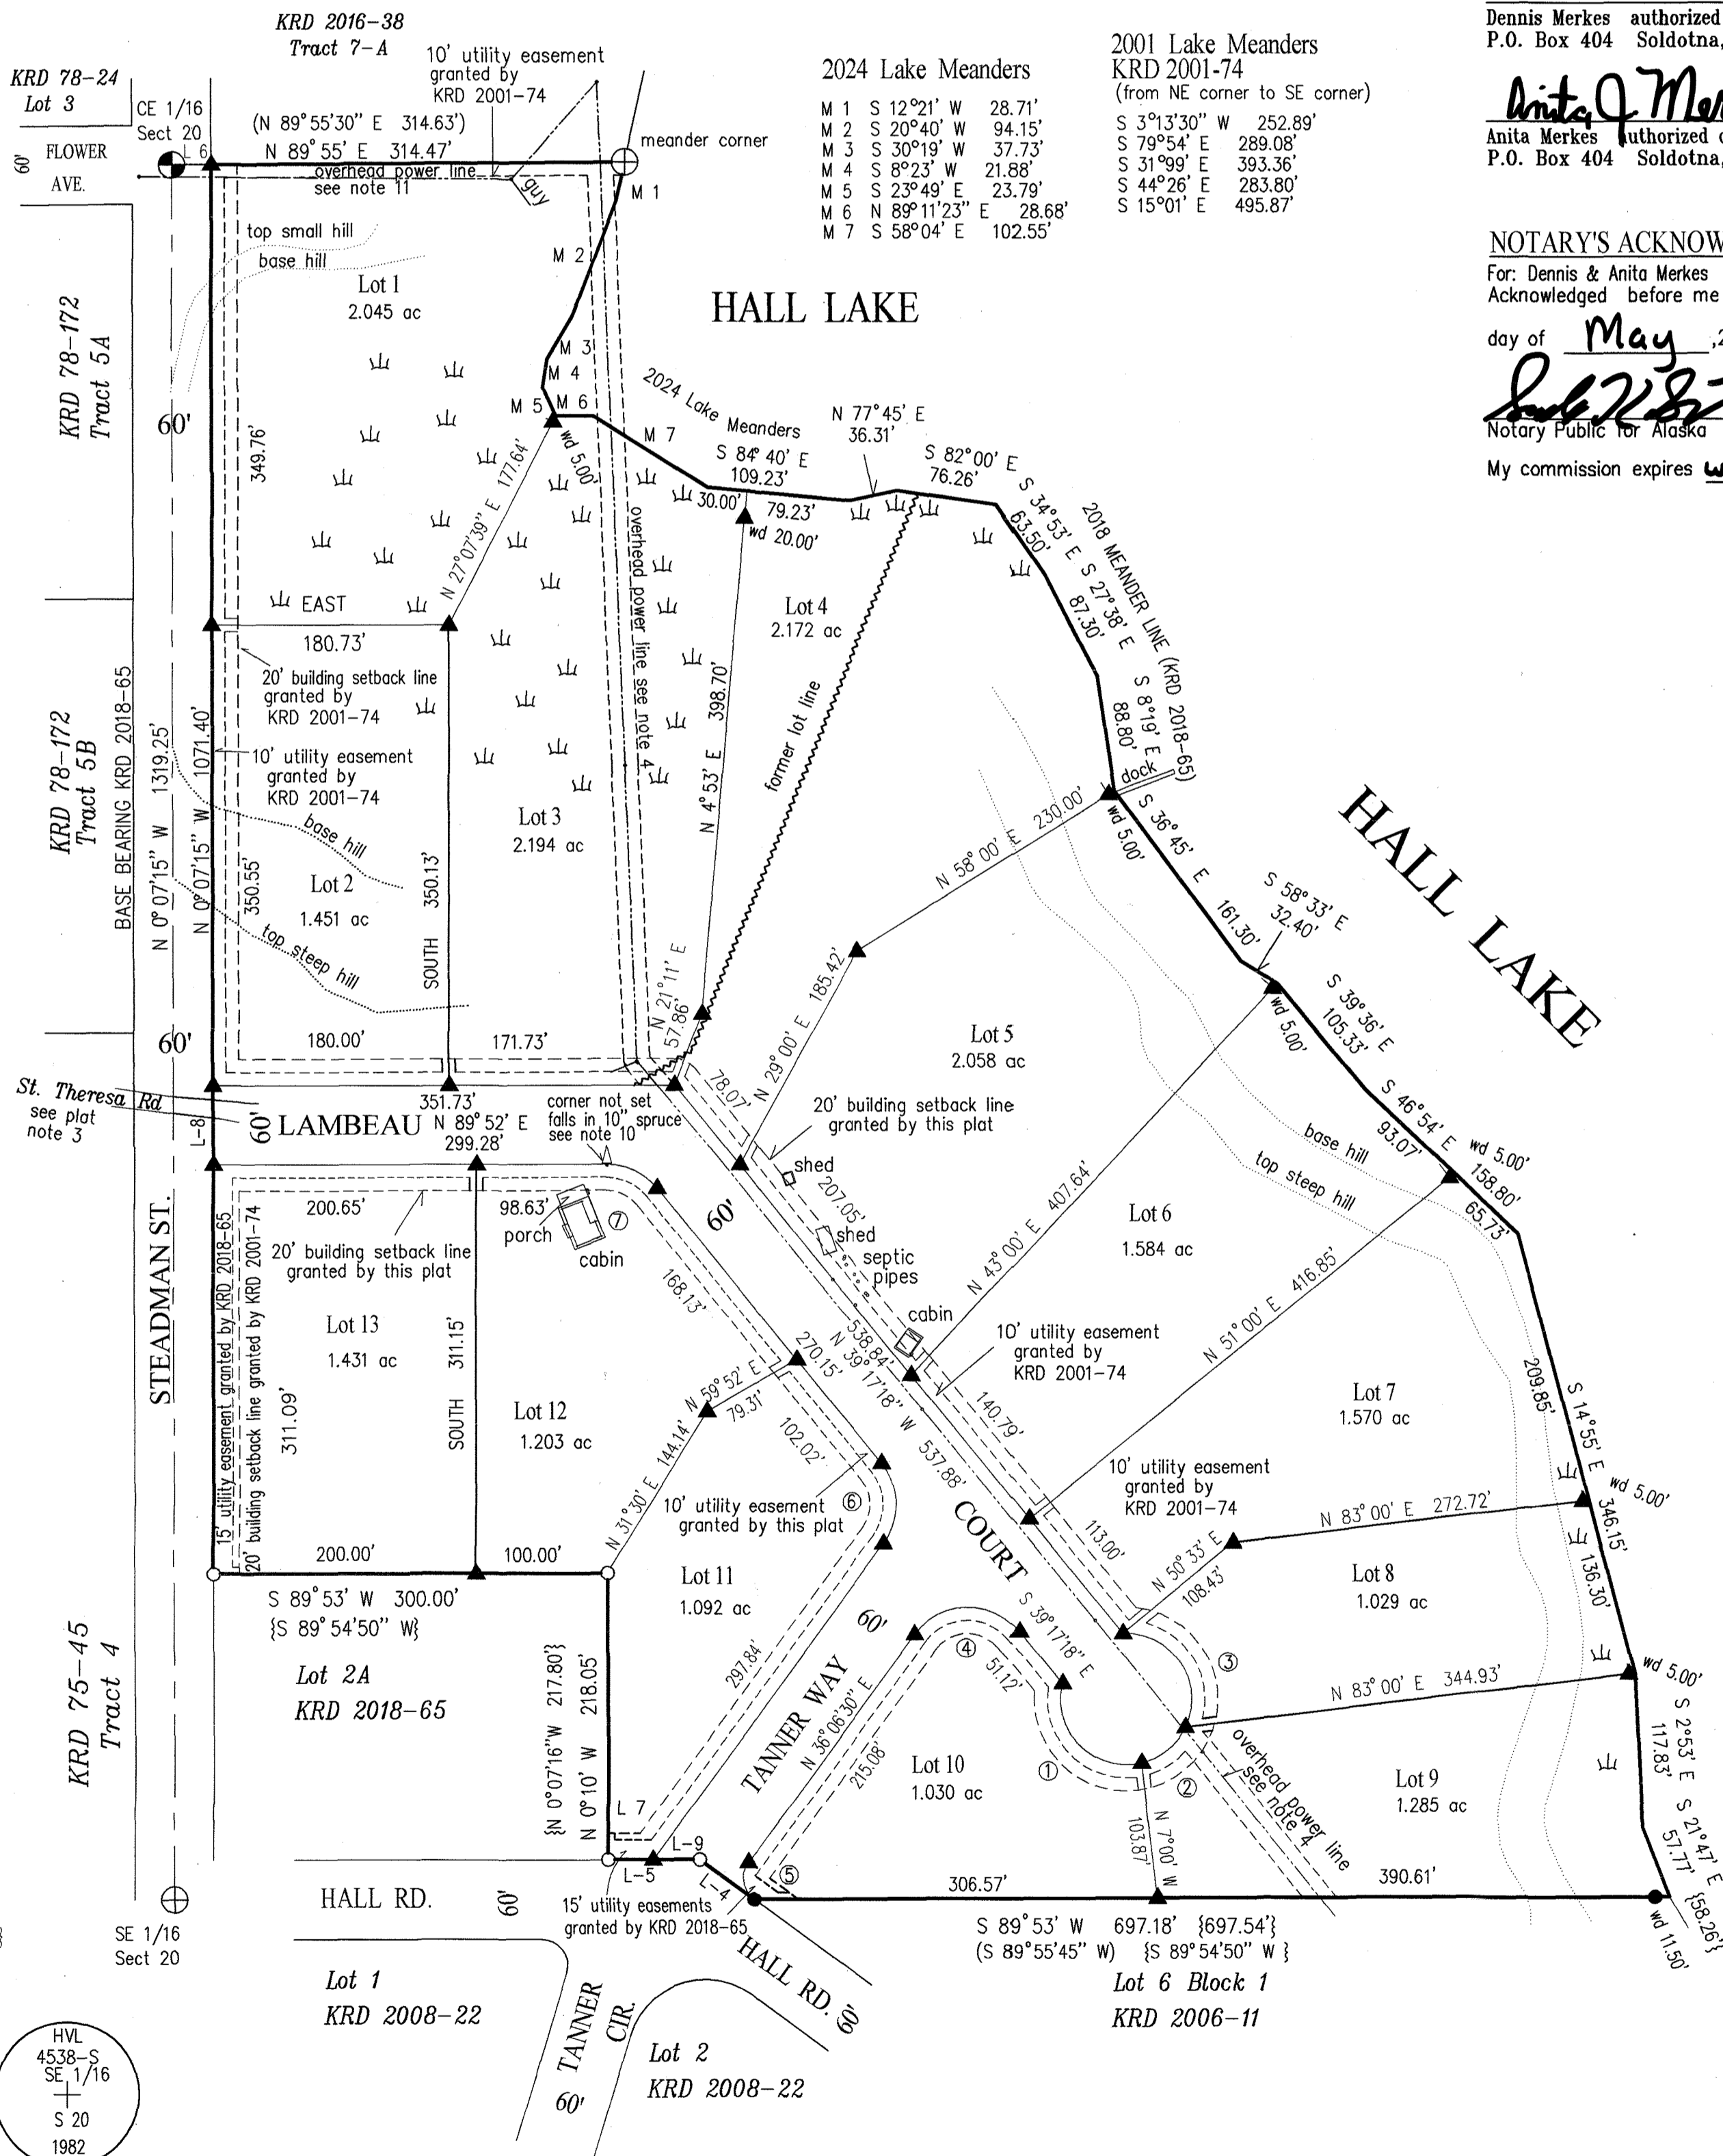 KRD 2016-38
Tract 7-A
KRD 78-24
Lot 3
FLOWER
AVE.
60'
CE 1/16
Sect 20
L 6
10' utility easement
granted by
KRD 2001-74
(N 89°55'30" E 314.63')
N 89°55' E 314.47'
overhead power line
see note 11
guy
meander corner
2024 Lake Meanders
M 1 S 12°21' W 28.71'
M 2 S 20°40' W 94.15'
M 3 S 30°19' W 37.73'
M 4 S 8°23' W 21.88'
M 5 S 23°49' E 23.79'
M 6 N 89°11'23" E 28.68'
M 7 S 58°04' E 102.55'
2001 Lake Meanders
KRD 2001-74
(from NE corner to SE corner)
S 3°13'30" W 252.89'
S 79°54' E 289.08'
S 31°99' E 393.36'
S 44°26' E 283.80'
S 15°01' E 495.87'
Dennis Merkes authorized
P.O. Box 404 Soldotna,
Anita J Mer
Anita Merkes authorized
P.O. Box 404 Soldotna,
NOTARY'S ACKNOW
For: Dennis & Anita Merkes
Acknowledged before me
day of May ,2
Notary Public for Alaska
My commission expires
M 1
M 2
M 3
M 4
M 5
M 6
M 7
top small hill
base hill
Lot 1
2.045 ac
HALL LAKE
KRD 78-172
Tract 5A
60'
349.76'
N 27°07'39" E 177.64'
wd 5.00'
2024 Lake Meanders
S 84°40' E
109.23'
30.00'
79.23'
wd 20.00'
N 77°45' E
36.31'
S 82°00' E
76.26'
S 34°53' E
63.50'
S 27°38' E
87.30'
S 8°19' E
88.80'
2018 MEANDER LINE (KRD 2018-65)
dock
wd 5.00'
EAST
180.73'
20' building setback line
granted by
KRD 2001-74
10' utility easement
granted by
KRD 2001-74
KRD 78-172
Tract 5B
BASE BEARING KRD 2018-65
N 0°07'15" W 1319.25'
N 0°07'15" W 1071.40'
350.55'
base hill
Lot 2
1.451 ac
top steep hill
SOUTH 350.13'
Lot 3
2.194 ac
overhead power line see note 4
Lot 4
2.172 ac
N 4°53' E 398.70'
former lot line
N 21°11' E
57.86'
N 58°00' E 230.00'
N 29°00' E 185.42'
Lot 5
2.058 ac
S 36°45' E
161.30'
S 58°33' E
32.40'
wd 5.00'
HALL LAKE
S 39°36' E
105.33'
S 46°54' E
93.07'
158.80'
65.73'
wd 5.00'
base hill
top steep hill
60'
180.00'
171.73'
St. Theresa Rd
see plat
note 3
L-8
60'
LAMBEAU
351.73'
N 89°52' E
299.28'
corner not set
falls in 10" spruce
see note 10
78.07'
20' building setback line
granted by this plat
shed
207.05'
shed
septic
pipes
cabin
N 43°00' E 407.64'
Lot 6
1.584 ac
200.65'
98.63'
porch
cabin
7
60'
20' building setback line
granted by this plat
STEADMAN ST.
15' utility easement granted by KRD 2018-65
20' building setback line granted by KRD 2001-74
311.09'
Lot 13
1.431 ac
SOUTH 311.15'
168.13'
270.15'
538.84'
N 39°17'18" W 537.88'
10' utility easement
granted by
KRD 2001-74
140.79'
N 51°00' E 416.85'
Lot 7
1.570 ac
209.85'
S 14°55' E
346.15'
wd 5.00'
Lot 12
1.203 ac
N 59°52' E
79.31'
N 31°30' E 144.14'
102.02'
10' utility easement
granted by this plat
6
COURT
10' utility easement
granted by
KRD 2001-74
113.00'
N 50°33' E
108.43'
N 83°00' E 272.72'
Lot 8
1.029 ac
136.30'
200.00'
100.00'
S 89°53' W 300.00'
{S 89°54'50" W}
Lot 11
1.092 ac
60'
S 39°17'18" E
51.12'
4
3
KRD 75-45
Tract 4
Lot 2A
KRD 2018-65
{N 0°07'16"W 217.80'}
N 0°10' W 218.05'
297.84'
TANNER WAY
N 36°06'30" E
215.08'
Lot 10
1.030 ac
1
2
N 83°00' E 344.93'
wd 5.00'
overhead power line
see note 4
Lot 9
1.285 ac
S 2°53' E
117.83'
S 21°47' E
57.77'
{58.26'}
wd 11.50'
L 7
L-9
L-5
L-4
5
N 7°00' W
103.87'
306.57'
390.61'
HALL RD.
60'
15' utility easements
granted by KRD 2018-65
S 89°53' W 697.18' {697.54'}
(S 89°55'45" W) {S 89°54'50" W }
Lot 6 Block 1
KRD 2006-11
SE 1/16
Sect 20
HALL RD. 60'
Lot 1
KRD 2008-22
TANNER CIR.
60'
Lot 2
KRD 2008-22
HVL
4538-S
SE 1/16
S 20
1982